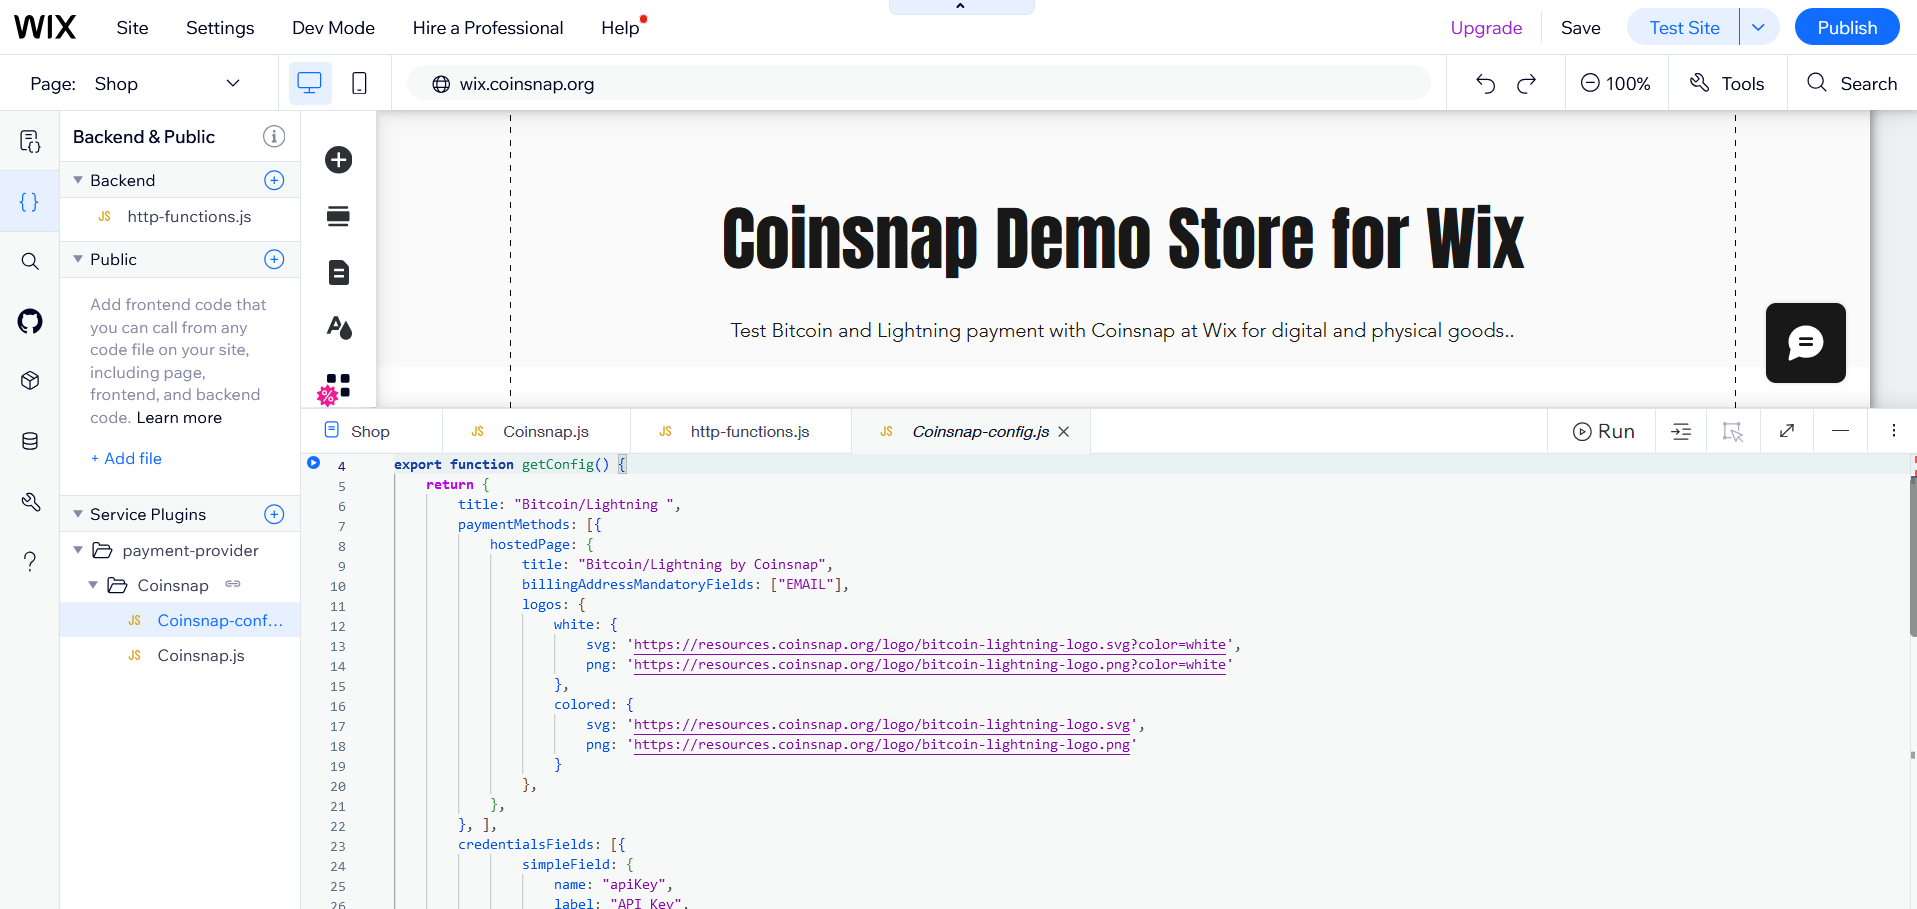 WIX
Site
Settings
Dev Mode
Hire a Professional
Help
Upgrade
Save
Test Site
Publish
Page: Shop
wix.coinsnap.org
100%
Tools
Search
Backend & Public
Backend
JS http-functions.js
Public
Add frontend code that
you can call from any
code file on your site,
including page,
frontend, and backend
code. Learn more
+ Add file
Service Plugins
payment-provider
Coinsnap
JS Coinsnap-conf...
JS Coinsnap.js
Coinsnap Demo Store for Wix
Test Bitcoin and Lightning payment with Coinsnap at Wix for digital and physical goods..
Shop
JS Coinsnap.js
JS http-functions.js
JS Coinsnap-config.js
Run
4 export function getConfig() {
5 return {
6 title: "Bitcoin/Lightning ",
7 paymentMethods: [{
8 hostedPage: {
9 title: "Bitcoin/Lightning by Coinsnap",
10 billingAddressMandatoryFields: ["EMAIL"],
11 logos: {
12 white: {
13 svg: 'https://resources.coinsnap.org/logo/bitcoin-lightning-logo.svg?color=white',
14 png: 'https://resources.coinsnap.org/logo/bitcoin-lightning-logo.png?color=white'
15 },
16 colored: {
17 svg: 'https://resources.coinsnap.org/logo/bitcoin-lightning-logo.svg',
18 png: 'https://resources.coinsnap.org/logo/bitcoin-lightning-logo.png'
19 }
20 },
21 },
22 }, ],
23 credentialsFields: [{
24 simpleField: {
25 name: "apiKey",
26 label: "API Key",